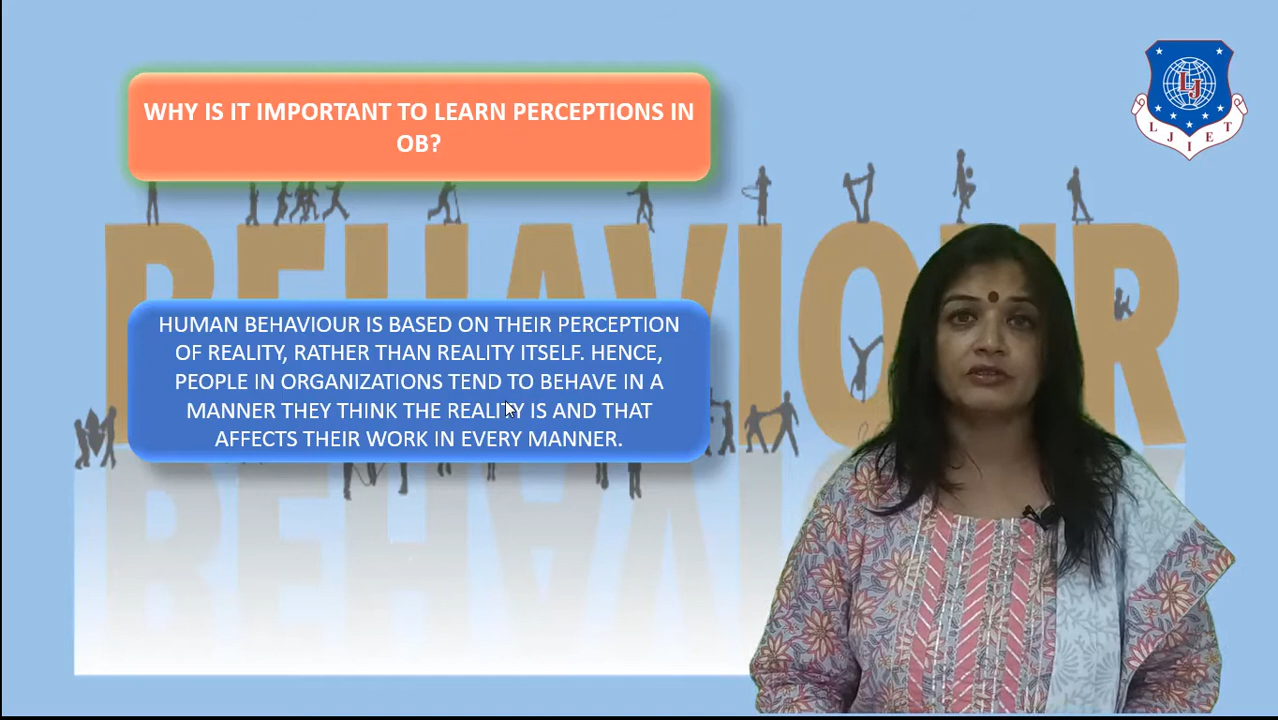 WHY IS IT IMPORTANT TO LEARN PERCEPTIONS IN
OB?
LJ
L J I E T
BEHAVIOUR
HUMAN BEHAVIOUR IS BASED ON THEIR PERCEPTION
OF REALITY, RATHER THAN REALITY ITSELF. HENCE,
PEOPLE IN ORGANIZATIONS TEND TO BEHAVE IN A
MANNER THEY THINK THE REALITY IS AND THAT
AFFECTS THEIR WORK IN EVERY MANNER.